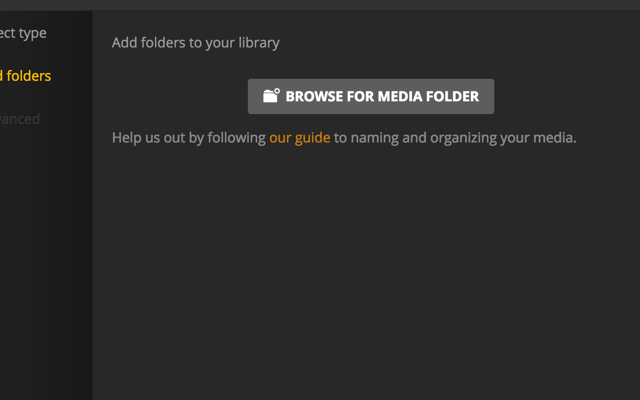 ect type
Add folders to your library
d folders
BROWSE FOR MEDIA FOLDER
vanced
Help us out by following our guide to naming and organizing your media.